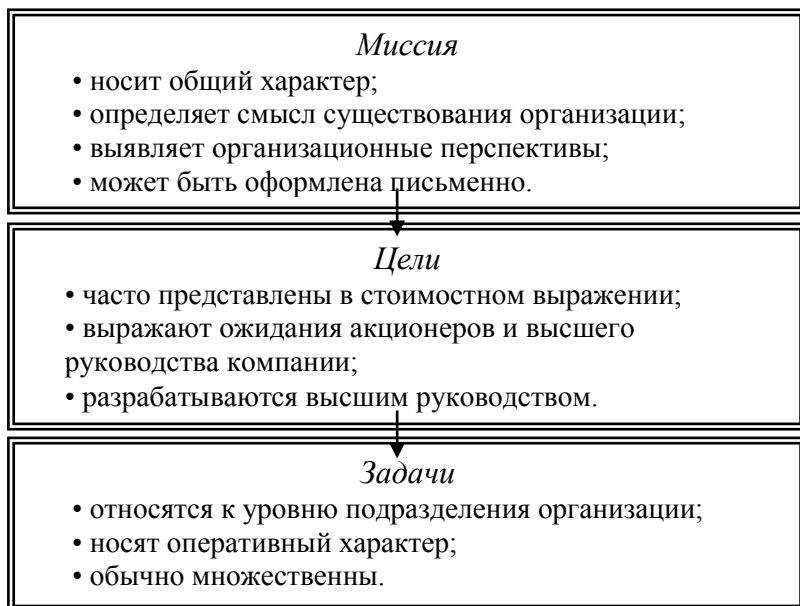 Миссия
• носит общий характер;
• определяет смысл существования организации;
• выявляет организационные перспективы;
• может быть оформлена письменно.
Цели
• часто представлены в стоимостном выражении;
• выражают ожидания акционеров и высшего
руководства компании;
• разрабатываются высшим руководством.
Задачи
• относятся к уровню подразделения организации;
• носят оперативный характер;
• обычно множественны.